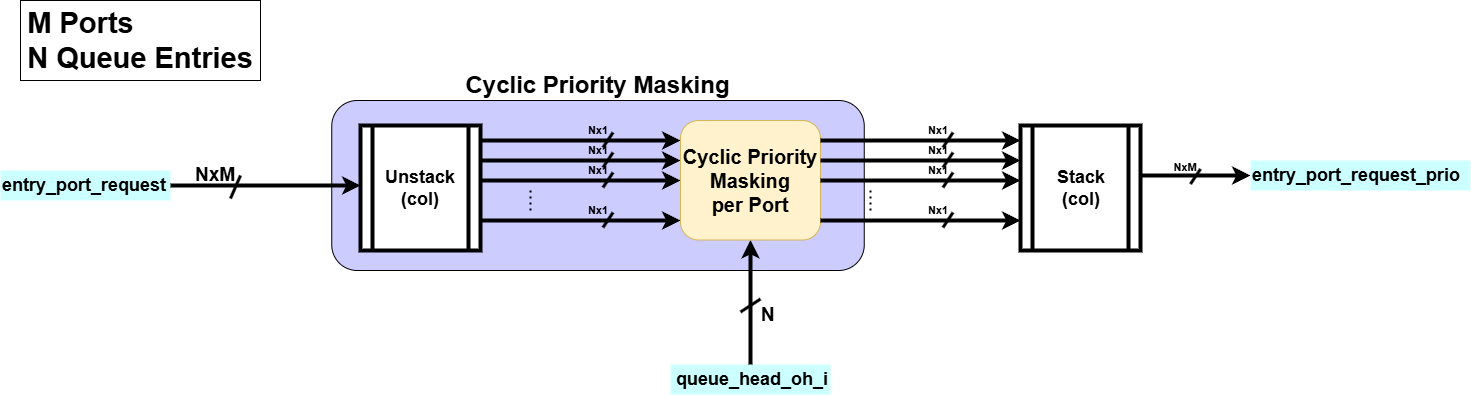 M Ports
N Queue Entries
Cyclic Priority Masking
entry_port_request
NxM
Unstack
(col)
Nx1
Nx1
Nx1
Nx1
Cyclic Priority
Masking
per Port
Nx1
Nx1
Nx1
Nx1
Stack
(col)
NxM
entry_port_request_prio
N
queue_head_oh_i